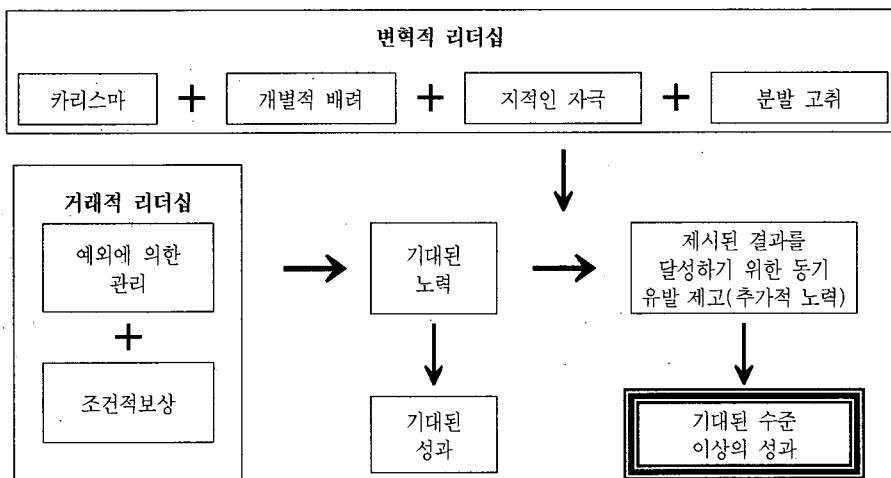 변혁적 리더십
카리스마 + 개별적 배려 + 지적인 자극 + 분발 고취
거래적 리더십
예외에 의한
관리
+
조건적보상
기대된
노력
제시된 결과를
달성하기 위한 동기
유발 제고(추가적 노력)
기대된
성과
기대된 수준
이상의 성과